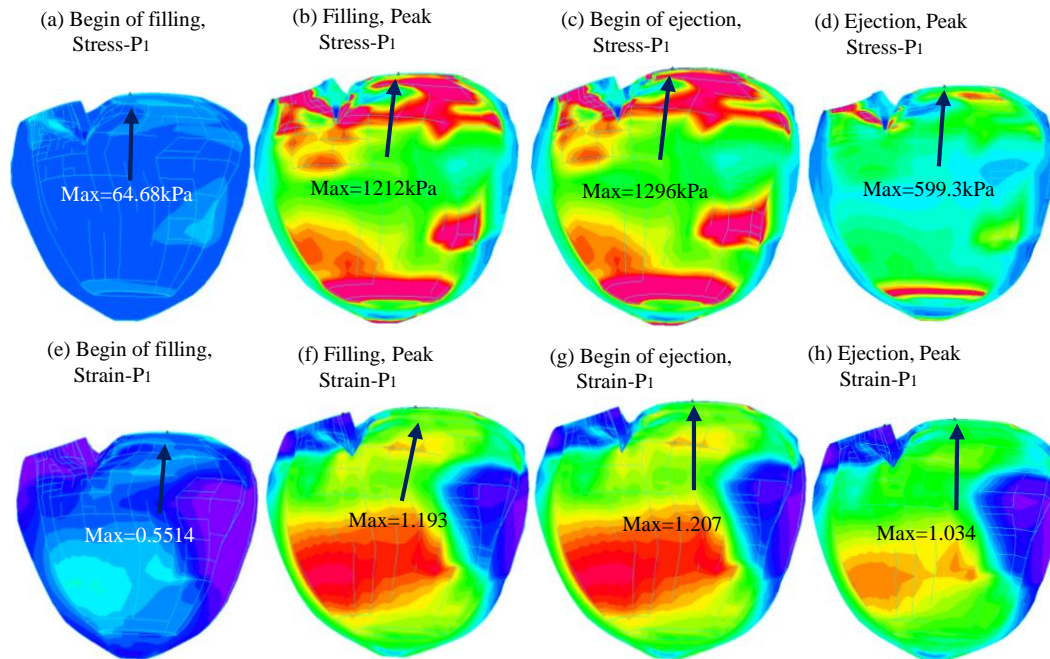 (a) Begin of filling,
Stress-P1
(b) Filling, Peak
Stress-P1
(c) Begin of ejection,
Stress-P1
(d) Ejection, Peak
Stress-P1
Max=64.68kPa
Max=1212kPa
Max=1296kPa
Max=599.3kPa
(e) Begin of filling,
Strain-P1
(f) Filling, Peak
Strain-P1
(g) Begin of ejection,
Strain-P1
(h) Ejection, Peak
Strain-P1
Max=0.5514
Max=1.193
Max=1.207
Max=1.034